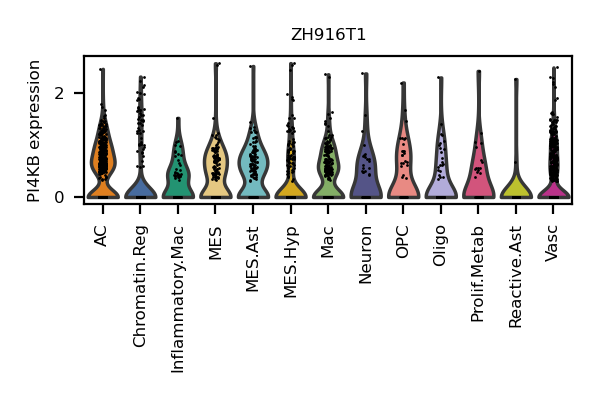 ZH916T1
PI4KB expression
2
0
AC
Chromatin.Reg
Inflammatory.Mac
MES
MES.Ast
MES.Hyp
Mac
Neuron
OPC
Oligo
Prolif.Metab
Reactive.Ast
Vasc